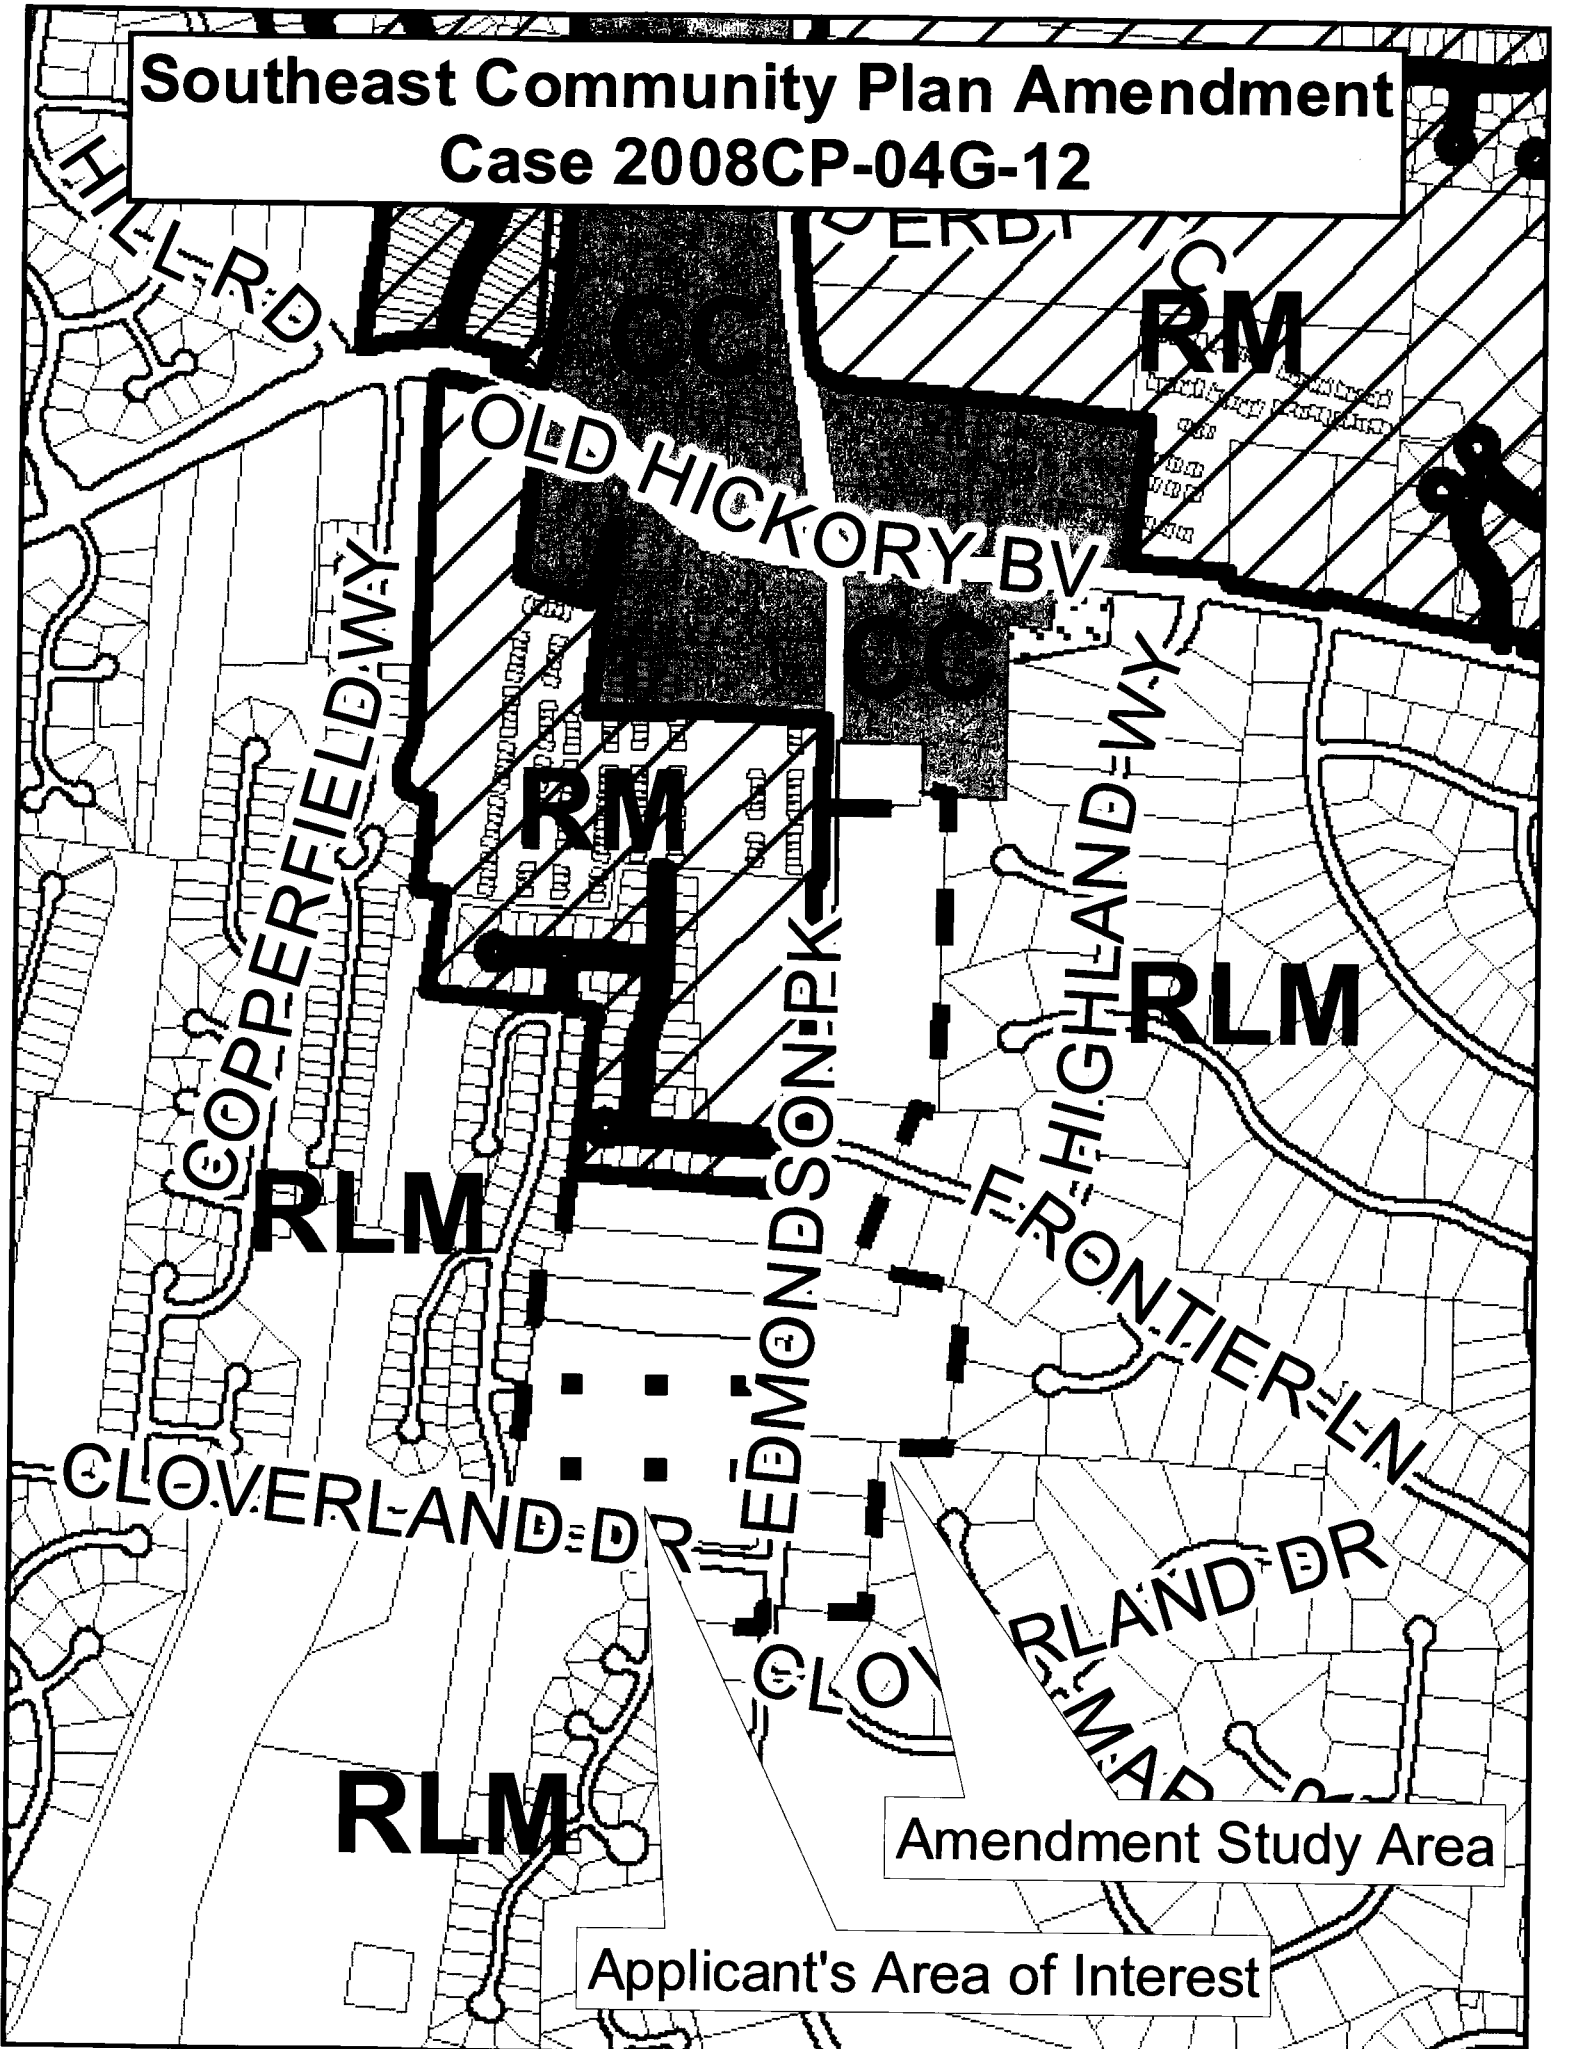 Southeast Community Plan Amendment
Case 2008CP-04G-12
HILL RD
DERBY
RM
CC
OLD HICKORY BV
CC
COPPERFIELD WY
HIGHLAND WY
RM
EDMONDSON PK
RLM
RLM
FRONTIER LN
CLOVERLAND DR
CLOVERLAND DR
RLM
Amendment Study Area
Applicant's Area of Interest